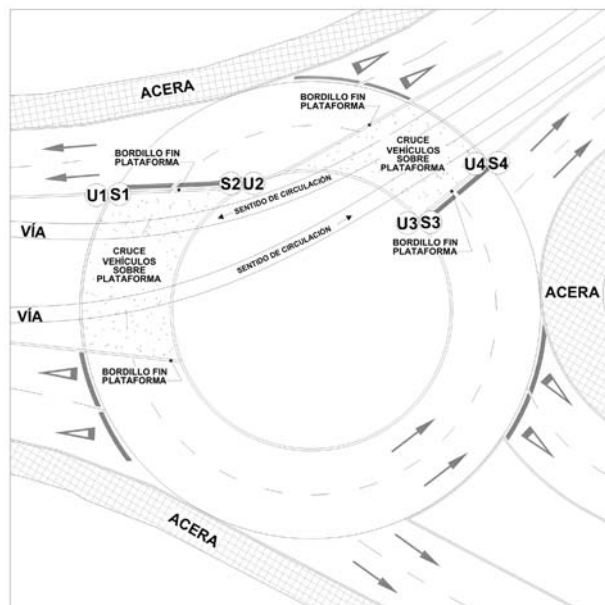 ACERA
BORDILLO FIN
PLATAFORMA
CRUCE
VEHÍCULOS
SOBRE
PLATAFORMA
BORDILLO FIN
PLATAFORMA
U4 S4
U1 S1
S2 U2
SENTIDO DE CIRCULACIÓN
U3 S3
VÍA
BORDILLO FIN
PLATAFORMA
CRUCE
VEHÍCULOS
SOBRE
PLATAFORMA
SENTIDO DE CIRCULACIÓN
ACERA
VÍA
BORDILLO FIN
PLATAFORMA
ACERA